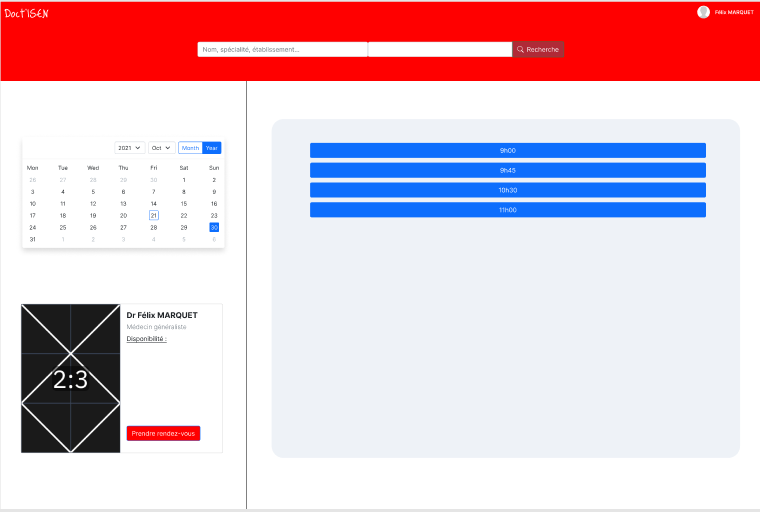 Doct'ISEN
Félix MARQUET
Nom, spécialité, établissement...
Recherche
2021 Oct Month Year
Mon Tue Wed Thu Fri Sat Sun
26 27 28 29 30 1 2
3 4 5 6 7 8 9
10 11 12 13 14 15 16
17 18 19 20 21 22 23
24 25 26 27 28 29 30
31 1 2 3 4 5 6
2:3
Dr Félix MARQUET
Médecin généraliste
Disponibilité :
Prendre rendez-vous
9h00
9h45
10h30
11h00